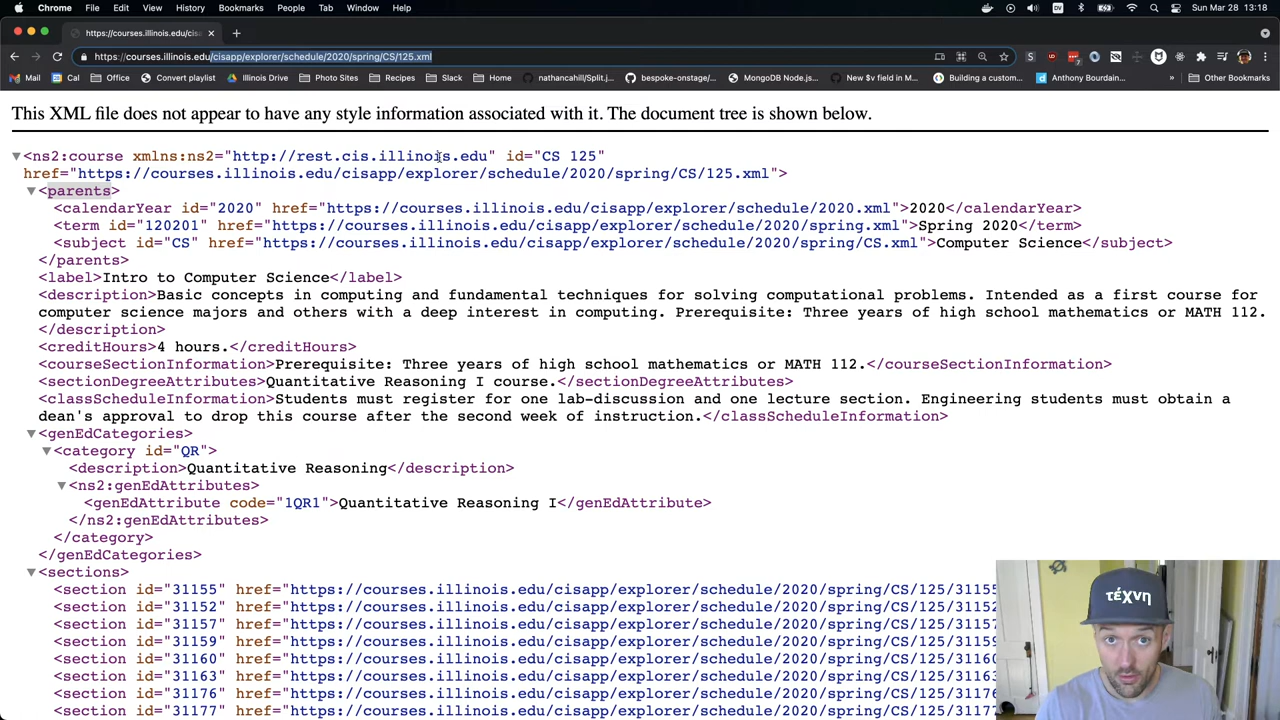 Chrome File Edit View History Bookmarks People Tab Window Help Sun Mar 28 13:18
https://courses.illinois.edu/cisa
https://courses.illinois.edu/cisapp/explorer/schedule/2020/spring/CS/125.xml
Mail Cal Office Convert playlist Illinois Drive Photo Sites Recipes Slack Home nathancahill/Split.j... bespoke-onstage/... MongoDB Node.js... New $v field in M... Building a custom... Anthony Bourdain... » Other Bookmarks
This XML file does not appear to have any style information associated with it. The document tree is shown below.
<ns2:course xmlns:ns2="http://rest.cis.illinois.edu" id="CS 125"
href="https://courses.illinois.edu/cisapp/explorer/schedule/2020/spring/CS/125.xml">
<parents>
<calendarYear id="2020" href="https://courses.illinois.edu/cisapp/explorer/schedule/2020.xml">2020</calendarYear>
<term id="120201" href="https://courses.illinois.edu/cisapp/explorer/schedule/2020/spring.xml">Spring 2020</term>
<subject id="CS" href="https://courses.illinois.edu/cisapp/explorer/schedule/2020/spring/CS.xml">Computer Science</subject>
</parents>
<label>Intro to Computer Science</label>
<description>Basic concepts in computing and fundamental techniques for solving computational problems. Intended as a first course for
computer science majors and others with a deep interest in computing. Prerequisite: Three years of high school mathematics or MATH 112.
</description>
<creditHours>4 hours.</creditHours>
<courseSectionInformation>Prerequisite: Three years of high school mathematics or MATH 112.</courseSectionInformation>
<sectionDegreeAttributes>Quantitative Reasoning I course.</sectionDegreeAttributes>
<classScheduleInformation>Students must register for one lab-discussion and one lecture section. Engineering students must obtain a
dean's approval to drop this course after the second week of instruction.</classScheduleInformation>
<genEdCategories>
<category id="QR">
<description>Quantitative Reasoning</description>
<ns2:genEdAttributes>
<genEdAttribute code="1QR1">Quantitative Reasoning I</genEdAttribute>
</ns2:genEdAttributes>
</category>
</genEdCategories>
<sections>
<section id="31155" href="https://courses.illinois.edu/cisapp/explorer/schedule/2020/spring/CS/125/31155
<section id="31152" href="https://courses.illinois.edu/cisapp/explorer/schedule/2020/spring/CS/125/31152
<section id="31157" href="https://courses.illinois.edu/cisapp/explorer/schedule/2020/spring/CS/125/31157
<section id="31159" href="https://courses.illinois.edu/cisapp/explorer/schedule/2020/spring/CS/125/31159
<section id="31160" href="https://courses.illinois.edu/cisapp/explorer/schedule/2020/spring/CS/125/31160
<section id="31163" href="https://courses.illinois.edu/cisapp/explorer/schedule/2020/spring/CS/125/31163
<section id="31176" href="https://courses.illinois.edu/cisapp/explorer/schedule/2020/spring/CS/125/31176
<section id="31177" href="https://courses.illinois.edu/cisapp/explorer/schedule/2020/spring/CS/125/31177
τέχνη